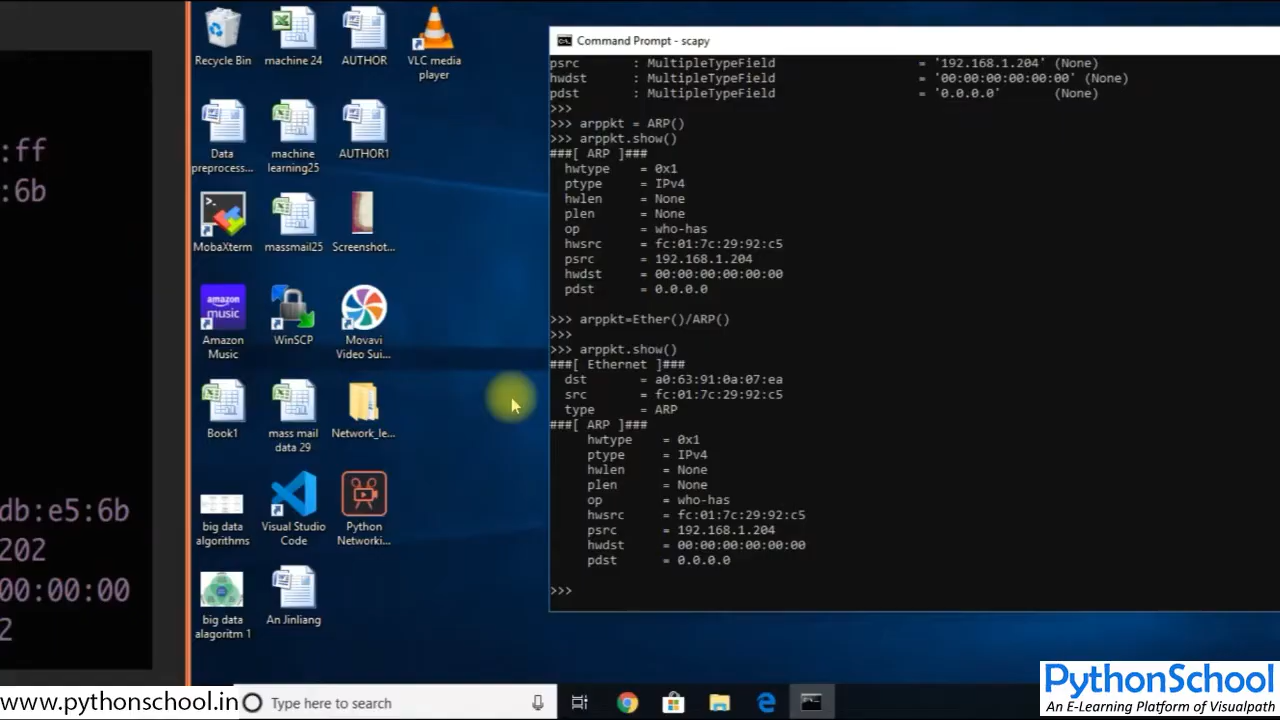 :ff
:6b
db:e5:6b
202
00:00:00
2
Recycle Bin
machine 24
AUTHOR
VLC media
player
Data
preprocess...
machine
learning25
AUTHOR1
MobaXterm
massmail25
Screenshot...
amazon
music
Amazon
Music
WinSCP
Movavi
Video Sui...
Book1
mass mail
data 29
Network_le...
big data
algorithms
Visual Studio
Code
Python
Networki...
big data
alagoritm 1
An Jinliang
Command Prompt - scapy
psrc : MultipleTypeField = '192.168.1.204' (None)
hwdst : MultipleTypeField = '00:00:00:00:00:00' (None)
pdst : MultipleTypeField = '0.0.0.0' (None)
>>>
>>> arppkt = ARP()
>>> arppkt.show()
###[ ARP ]###
hwtype = 0x1
ptype = IPv4
hwlen = None
plen = None
op = who-has
hwsrc = fc:01:7c:29:92:c5
psrc = 192.168.1.204
hwdst = 00:00:00:00:00:00
pdst = 0.0.0.0
>>> arppkt=Ether()/ARP()
>>>
>>> arppkt.show()
###[ Ethernet ]###
dst = a0:63:91:0a:07:ea
src = fc:01:7c:29:92:c5
type = ARP
###[ ARP ]###
hwtype = 0x1
ptype = IPv4
hwlen = None
plen = None
op = who-has
hwsrc = fc:01:7c:29:92:c5
psrc = 192.168.1.204
hwdst = 00:00:00:00:00:00
pdst = 0.0.0.0
>>>
www.pythonschool.in
Type here to search
PythonSchool
An E-Learning Platform of Visualpath